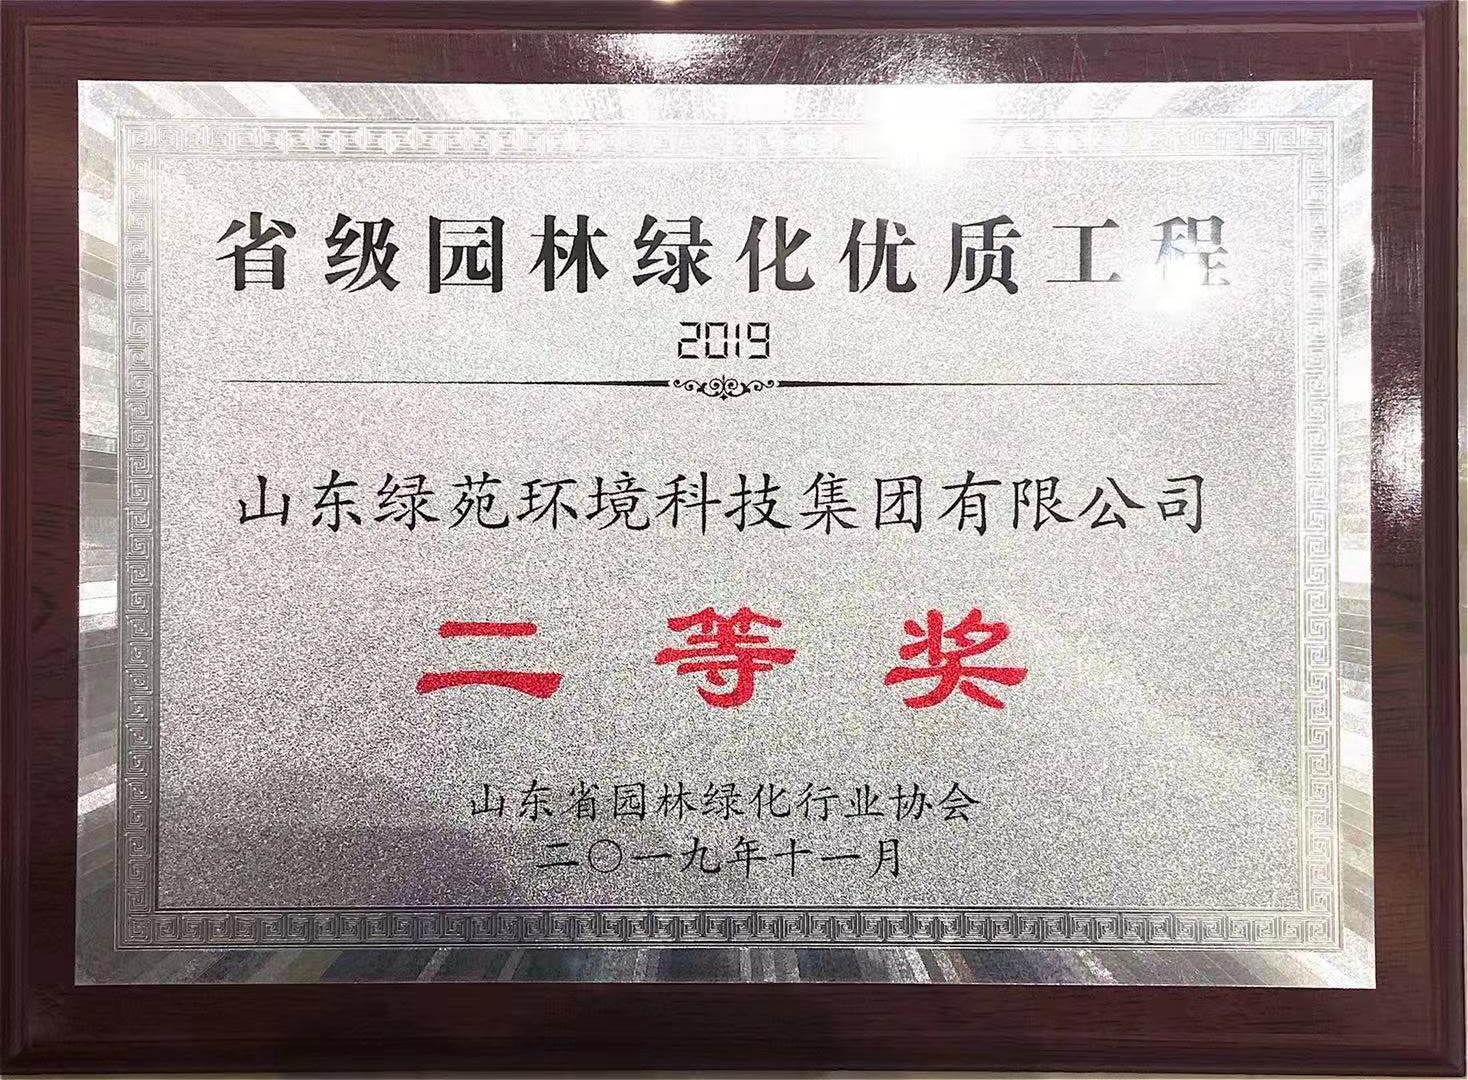 省级园林绿化优质工程
2019
山东绿苑环境科技集团有限公司
二等奖
山东省园林绿化行业协会
二〇一九年十一月